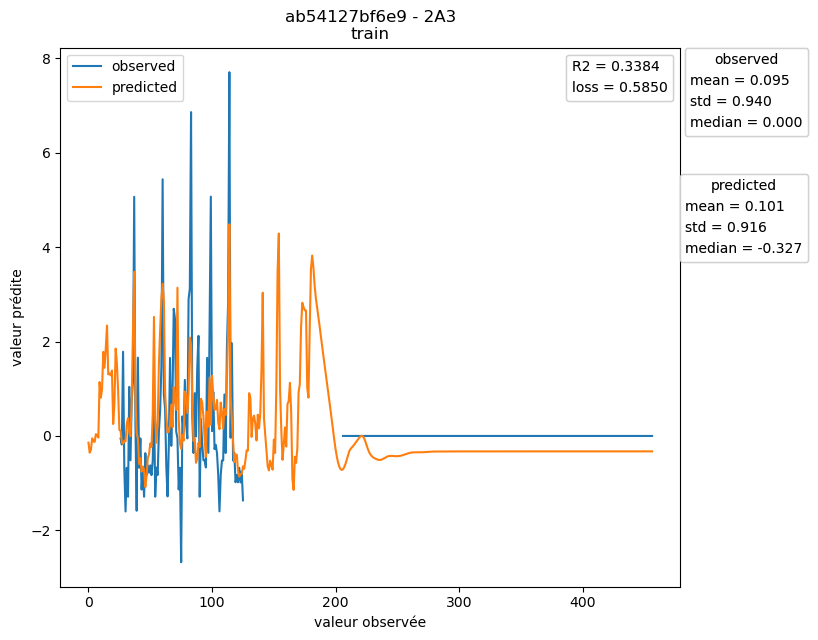 ab54127bf6e9 - 2A3
train
observed
predicted
R2 = 0.3384
loss = 0.5850
observed
mean = 0.095
std = 0.940
median = 0.000
predicted
mean = 0.101
std = 0.916
median = -0.327
valeur prédite
8
6
4
2
0
−2
0 100 200 300 400
valeur observée